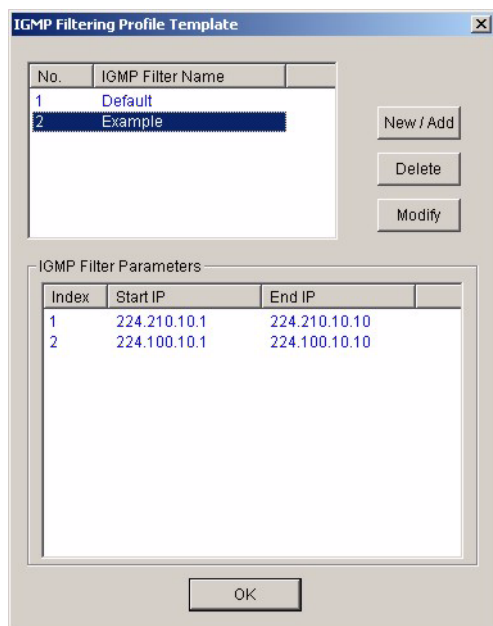 IGMP Filtering Profile Template
No. IGMP Filter Name
1 Default
2 Example
New / Add
Delete
Modify
IGMP Filter Parameters
Index Start IP End IP
1 224.210.10.1 224.210.10.10
2 224.100.10.1 224.100.10.10
OK